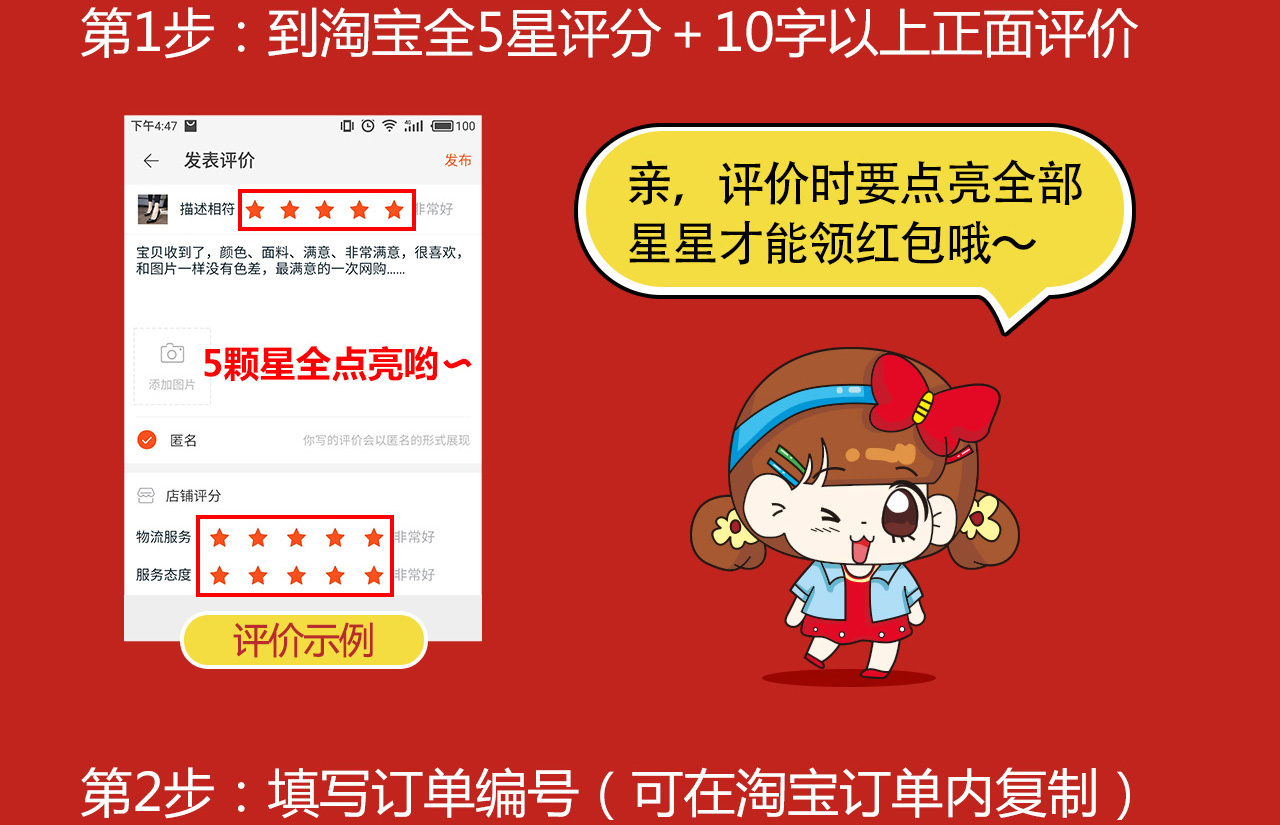 第1步：到淘宝全5星评分＋10字以上正面评价
下午4:47
4G
100
发表评价
发布
描述相符
非常好
宝贝收到了，颜色、面料、满意、非常满意，很喜欢，
和图片一样没有色差，最满意的一次网购......
添加图片
5颗星全点亮哟~
匿名
你写的评价会以匿名的形式展现
店铺评分
物流服务
非常好
服务态度
非常好
评价示例
亲，评价时要点亮全部
星星才能领红包哦～
第2步：填写订单编号（可在淘宝订单内复制）